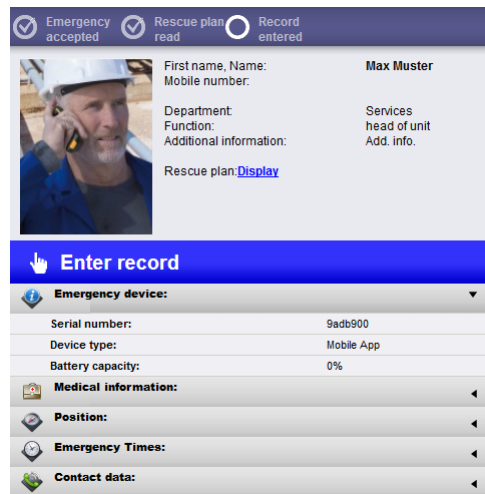 Emergency accepted
Rescue plan read
Record entered
First name, Name: Max Muster
Mobile number:
Department: Services
Function: head of unit
Additional information: Add. info.
Rescue plan:Display
Enter record
Emergency device:
Serial number: 9adb900
Device type: Mobile App
Battery capacity: 0%
Medical information:
Position:
Emergency Times:
Contact data: